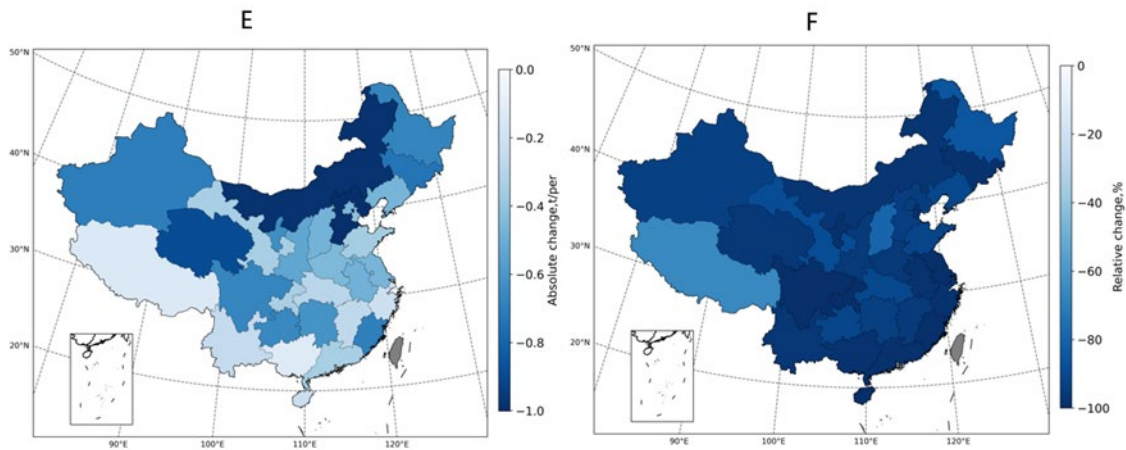 E
F
50°N
40°N
30°N
20°N
90°E
100°E
110°E
120°E
0.0
−0.2
−0.4
−0.6
−0.8
−1.0
Absolute change,t/per
50°N
40°N
30°N
20°N
90°E
100°E
110°E
120°E
0
−20
−40
−60
−80
−100
Relative change,%